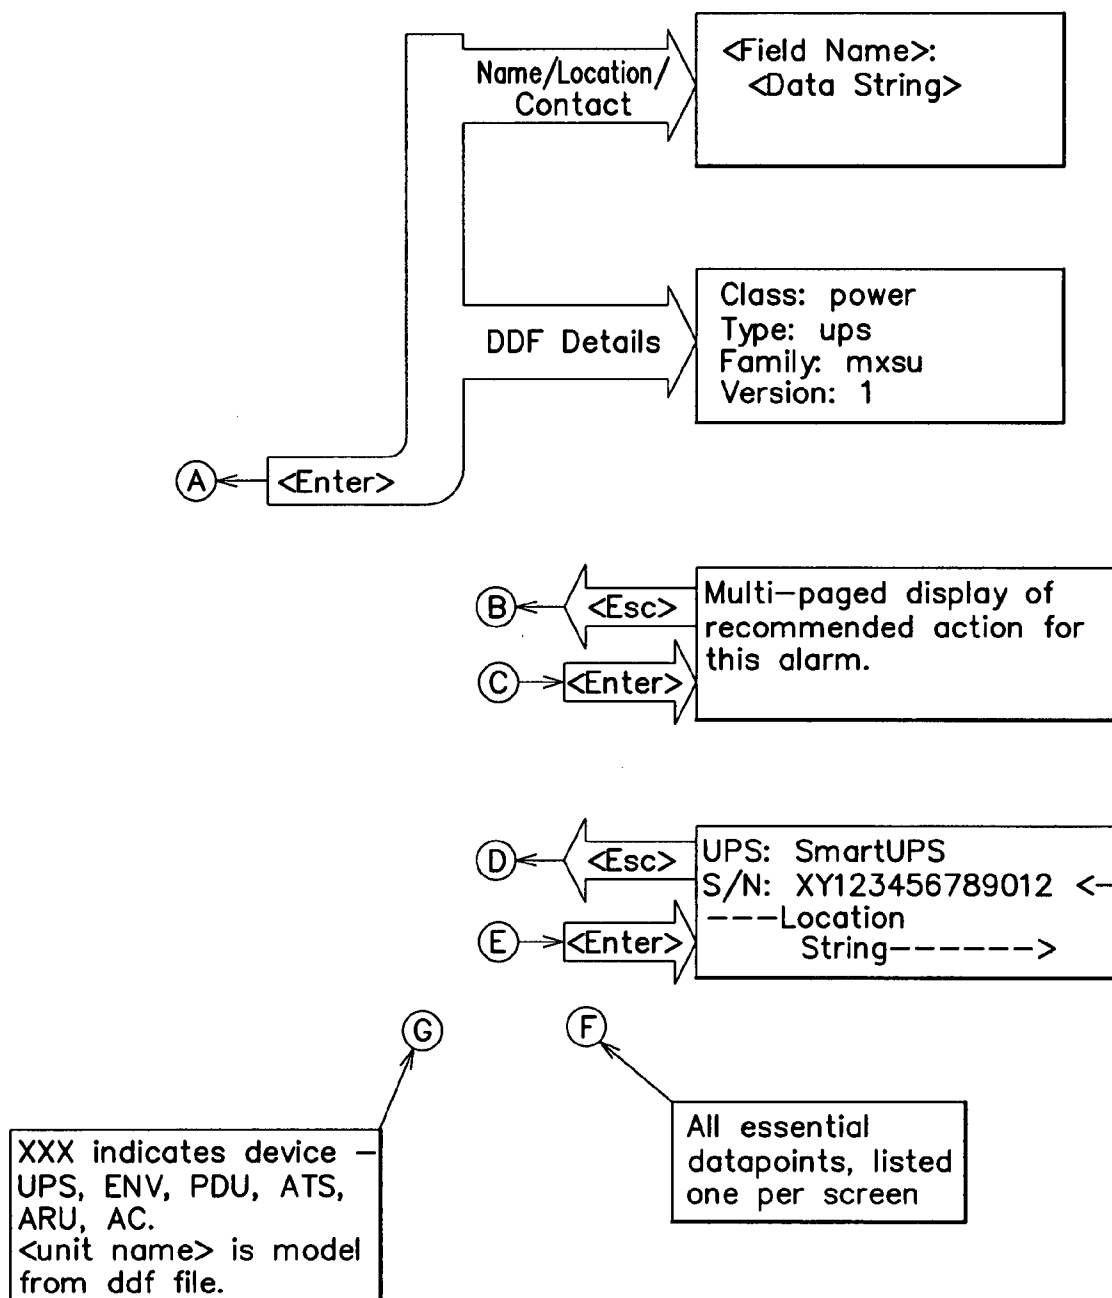 Name/Location/
Contact
<Field Name>:
<Data String>
DDF Details
Class: power
Type: ups
Family: mxsu
Version: 1
A
<Enter>
B
<Esc>
C
<Enter>
Multi-paged display of
recommended action for
this alarm.
D
<Esc>
E
<Enter>
UPS: SmartUPS
S/N: XY123456789012 <-
----Location
String------>
G
F
XXX indicates device -
UPS, ENV, PDU, ATS,
ARU, AC.
<unit name> is model
from ddf file.
All essential
datapoints, listed
one per screen